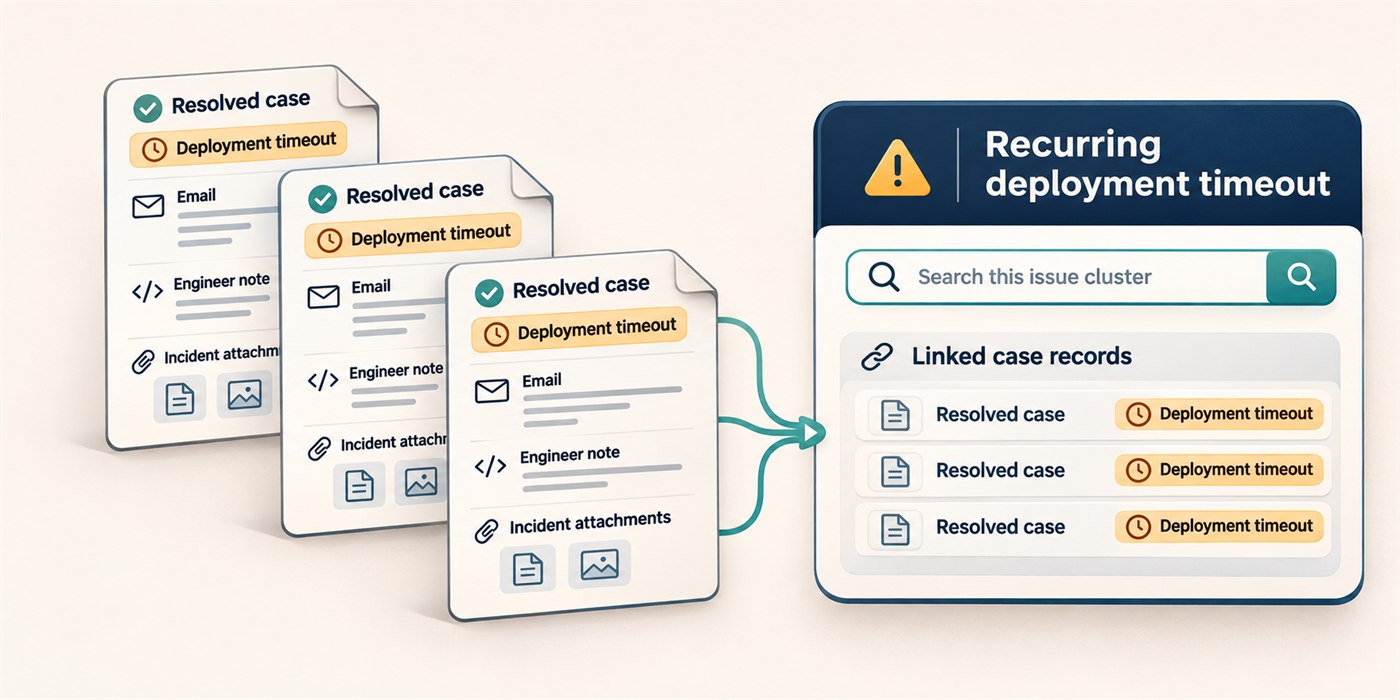 Resolved case
Deployment timeout
Email
Engineer note
Incident attachm
Resolved case
Deployment timeout
Email
Engineer note
Incident attachm
Resolved case
Deployment timeout
Email
Engineer note
Incident attachments
Recurring
deployment timeout
Search this issue cluster
Linked case records
Resolved case Deployment timeout
Resolved case Deployment timeout
Resolved case Deployment timeout